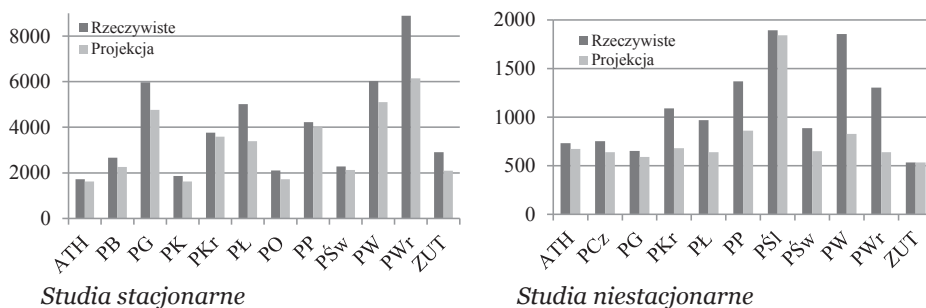 8000
6000
4000
2000
0
Rzeczywiste
Projekcja
ATH PB PG PK PKr PŁ PO PP PŚw PW PWr ZUT
Studia stacjonarne
2000
1500
1000
500
0
Rzeczywiste
Projekcja
ATH PCz PG PKr PŁ PP PŚl PŚw PW PWr ZUT
Studia niestacjonarne